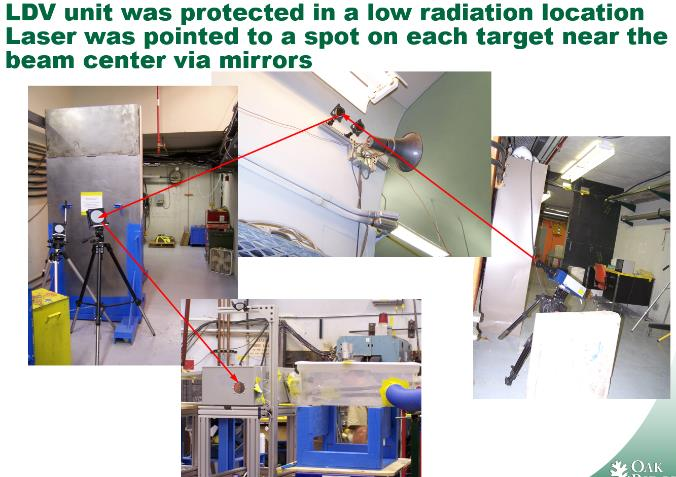 LDV unit was protected in a low radiation location
Laser was pointed to a spot on each target near the
beam center via mirrors
OAK